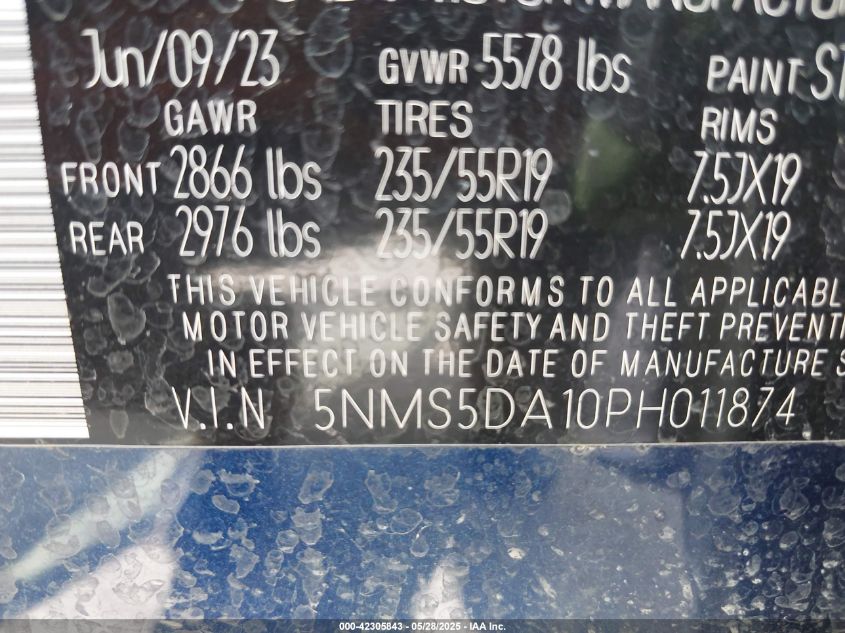 Jun/09/23 GVWR 5578 lbs PAINT
GAWR TIRES RIMS
FRONT 2866 lbs 235/55R19 7.5JX19
REAR 2976 lbs 235/55R19 7.5JX19
THIS VEHICLE CONFORMS TO ALL APPLICABL
MOTOR VEHICLE SAFETY AND THEFT PREVENTI
IN EFFECT ON THE DATE OF MANUFACTURE S
V.I.N 5NMS5DA10PH011874
000-42305843 - 05/28/2025 - IAA Inc.